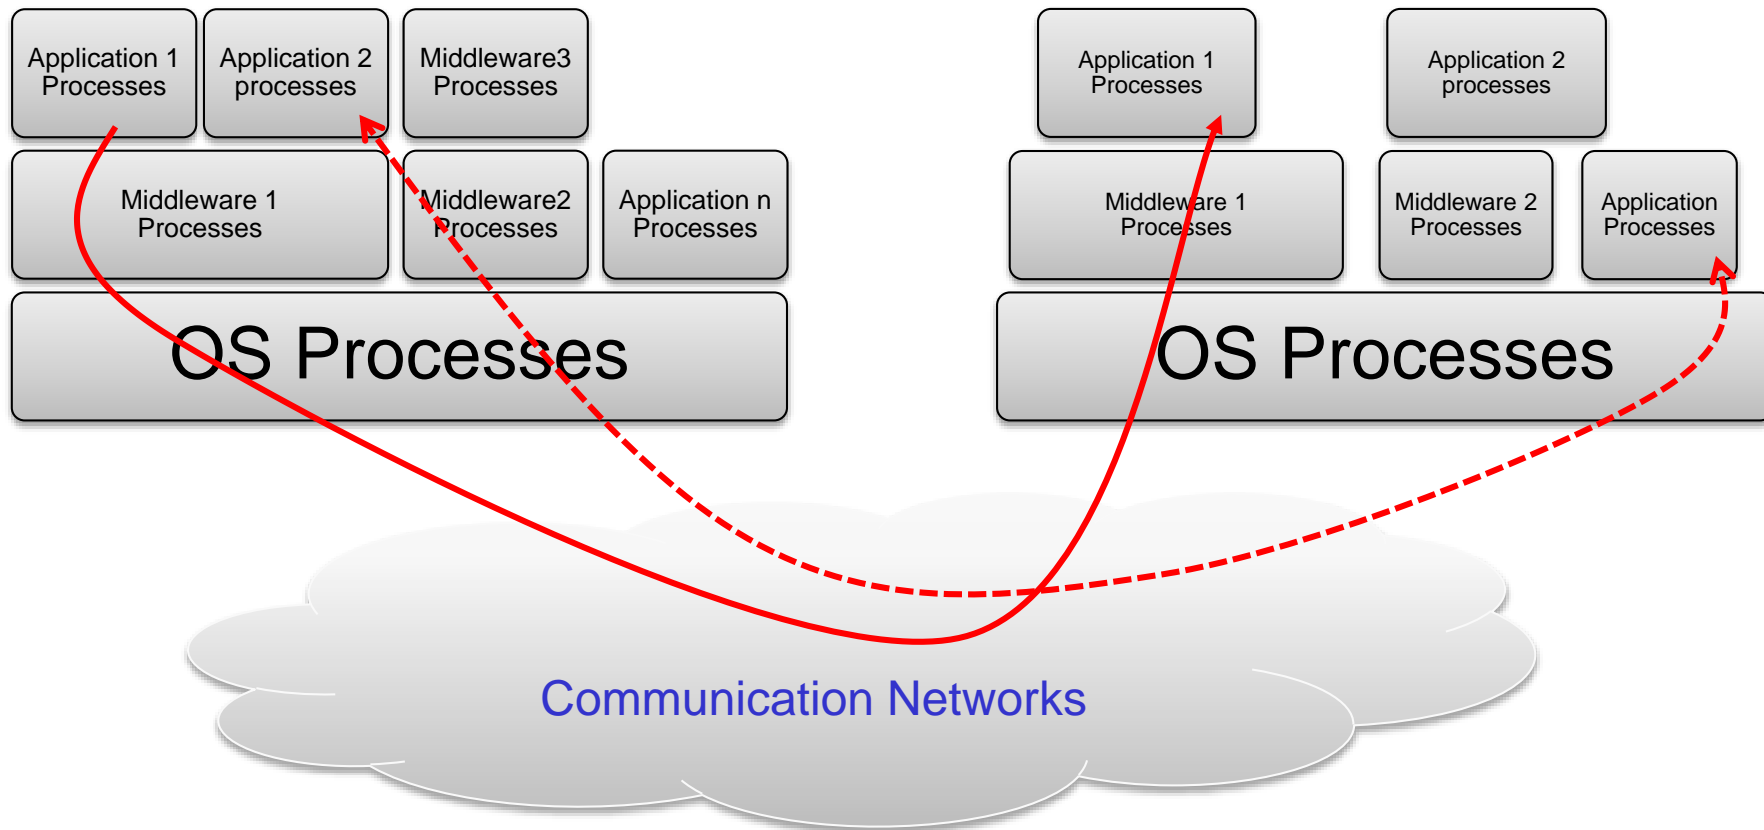 Application 1
Processes
Application 2
processes
Middleware3
Processes
Application 1
Processes
Application 2
processes
Middleware 1
Processes
Middleware2
Processes
Application n
Processes
Middleware 1
Processes
Middleware 2
Processes
Application
Processes
OS Processes
OS Processes
Communication Networks